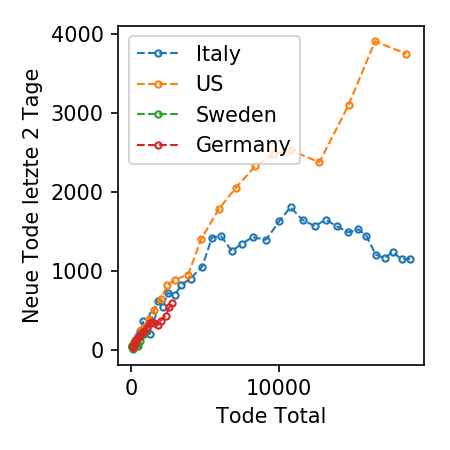 4000
3000
2000
1000
0
Neue Tode letzte 2 Tage
Italy
US
Sweden
Germany
0
10000
Tode Total